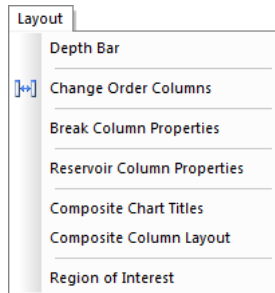 Layout
Depth Bar
Change Order Columns
Break Column Properties
Reservoir Column Properties
Composite Chart Titles
Composite Column Layout
Region of Interest